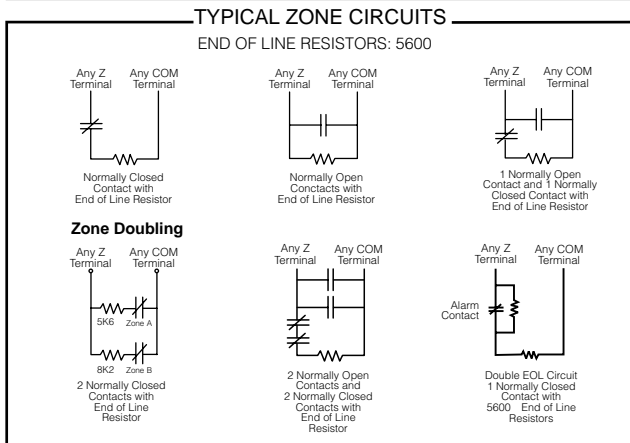 TYPICAL ZONE CIRCUITS
END OF LINE RESISTORS: 5600
Any Z
Terminal
Any COM
Terminal
Normally Closed
Contact with
End of Line Resistor
Any Z
Terminal
Any COM
Terminal
Normally Open
Conctacts with
End of Line Resistor
Any Z
Terminal
Any COM
Terminal
1 Normally Open
Contact and 1 Normally
Closed Contact with
End of Line Resistor
Zone Doubling
Any Z
Terminal
Any COM
Terminal
5K6
Zone A
8K2
Zone B
2 Normally Closed
Contacts with
End of Line
Resistor
Any Z
Terminal
Any COM
Terminal
2 Normally Open
Contacts and
2 Normally Closed
Contacts with
End of Line
Resistor
Any Z
Terminal
Any COM
Terminal
Alarm
Contact
Double EOL Circuit
1 Normally Closed
Contact with
5600 End of Line
Resistors